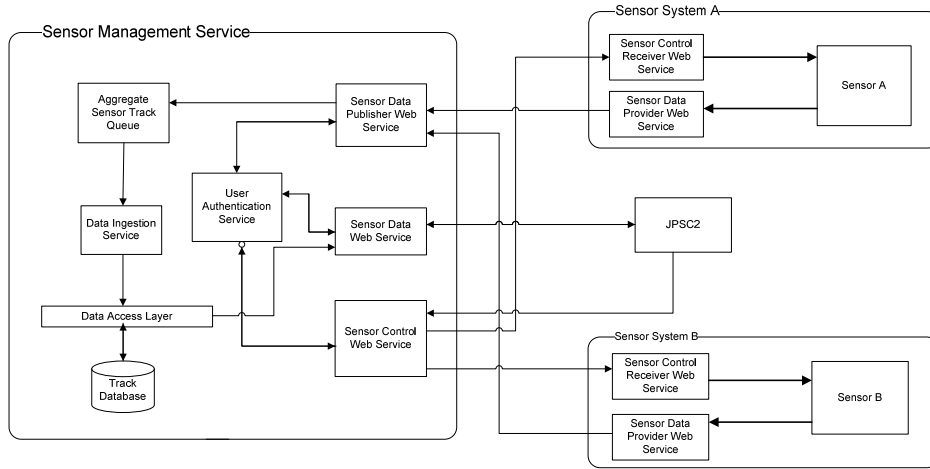 Sensor Management Service
Aggregate
Sensor Track
Queue
Data Ingestion
Service
Data Access Layer
Track
Database
User
Authentication
Service
Sensor Data
Publisher Web
Service
Sensor Data
Web Service
Sensor Control
Web Service
Sensor System A
Sensor Control
Receiver Web
Service
Sensor Data
Provider Web
Service
Sensor A
JPSC2
Sensor System B
Sensor Control
Receiver Web
Service
Sensor Data
Provider Web
Service
Sensor B